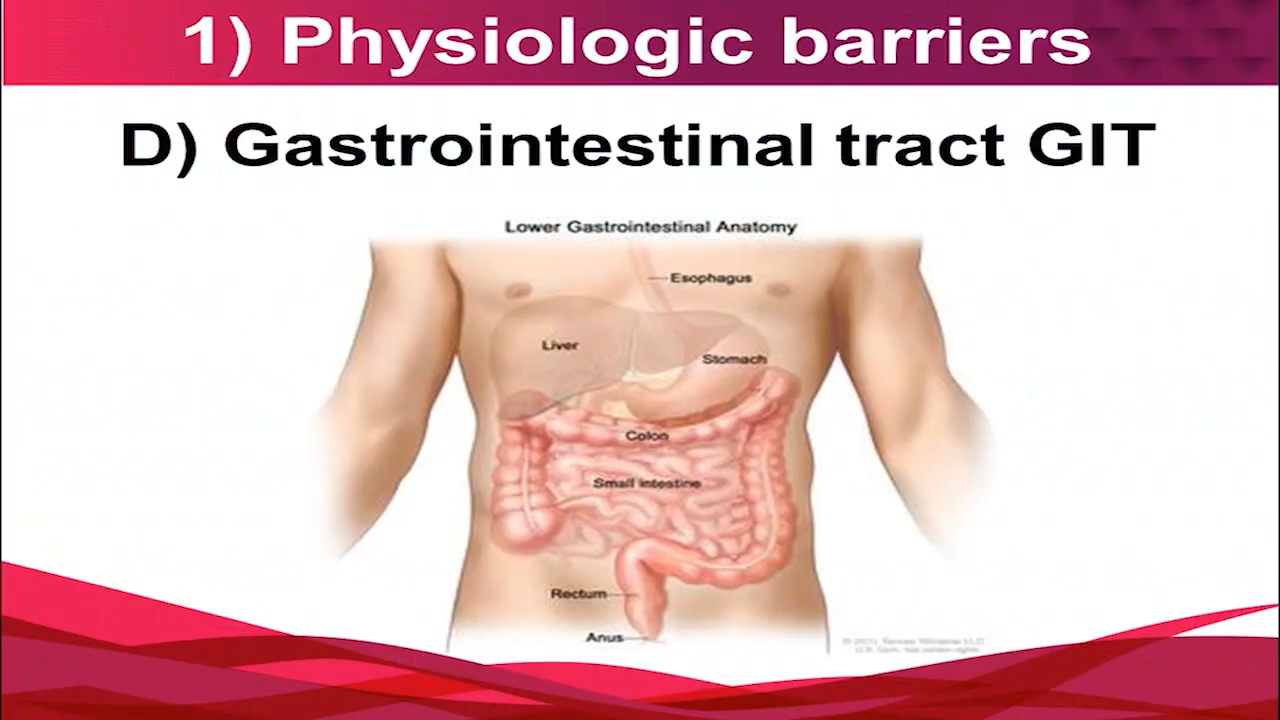 1) Physiologic barriers
D) Gastrointestinal tract GIT
Lower Gastrointestinal Anatomy
Esophagus
Liver
Stomach
Colon
Small intestine
Rectum
Anus